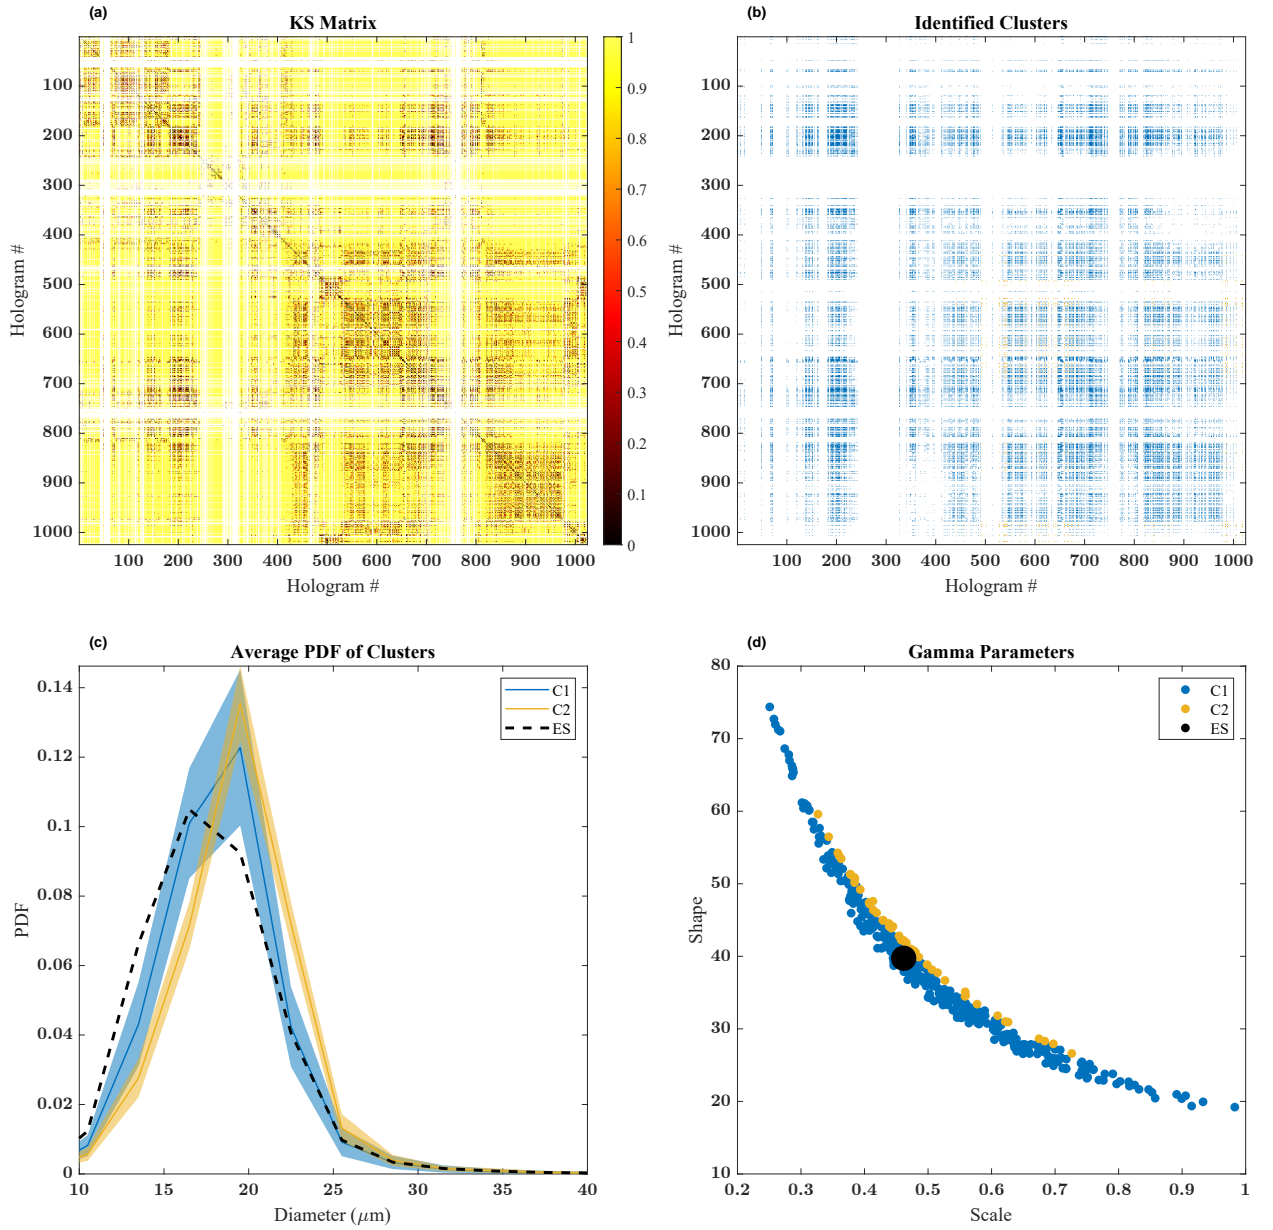 (a)
KS Matrix
100
200
300
400
500
600
700
800
900
1000
Hologram #
100 200 300 400 500 600 700 800 900 1000
Hologram #
1
0.9
0.8
0.7
0.6
0.5
0.4
0.3
0.2
0.1
0
(b)
Identified Clusters
100
200
300
400
500
600
700
800
900
1000
Hologram #
100 200 300 400 500 600 700 800 900 1000
Hologram #
(c)
Average PDF of Clusters
0.14
0.12
0.1
0.08
0.06
0.04
0.02
0
PDF
C1
C2
ES
10 15 20 25 30 35 40
Diameter (μm)
(d)
Gamma Parameters
80
70
60
50
40
30
20
10
Shape
C1
C2
ES
0.2 0.3 0.4 0.5 0.6 0.7 0.8 0.9 1
Scale